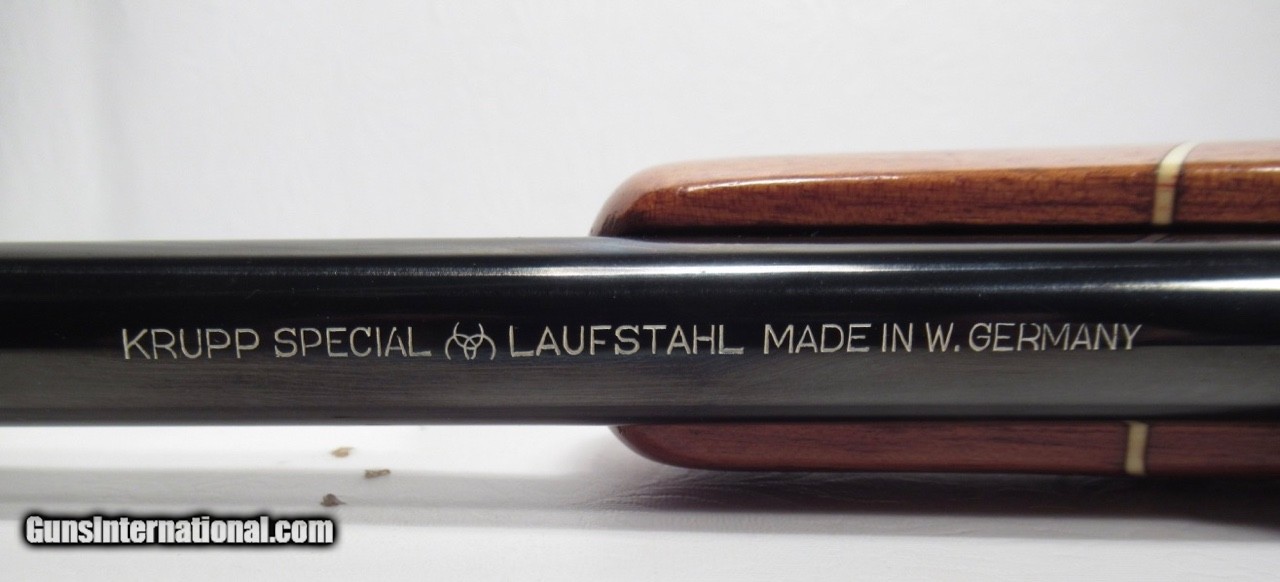 KRUPP SPECIAL LAUFSTAHL MADE IN W. GERMANY
GunsInternational.com